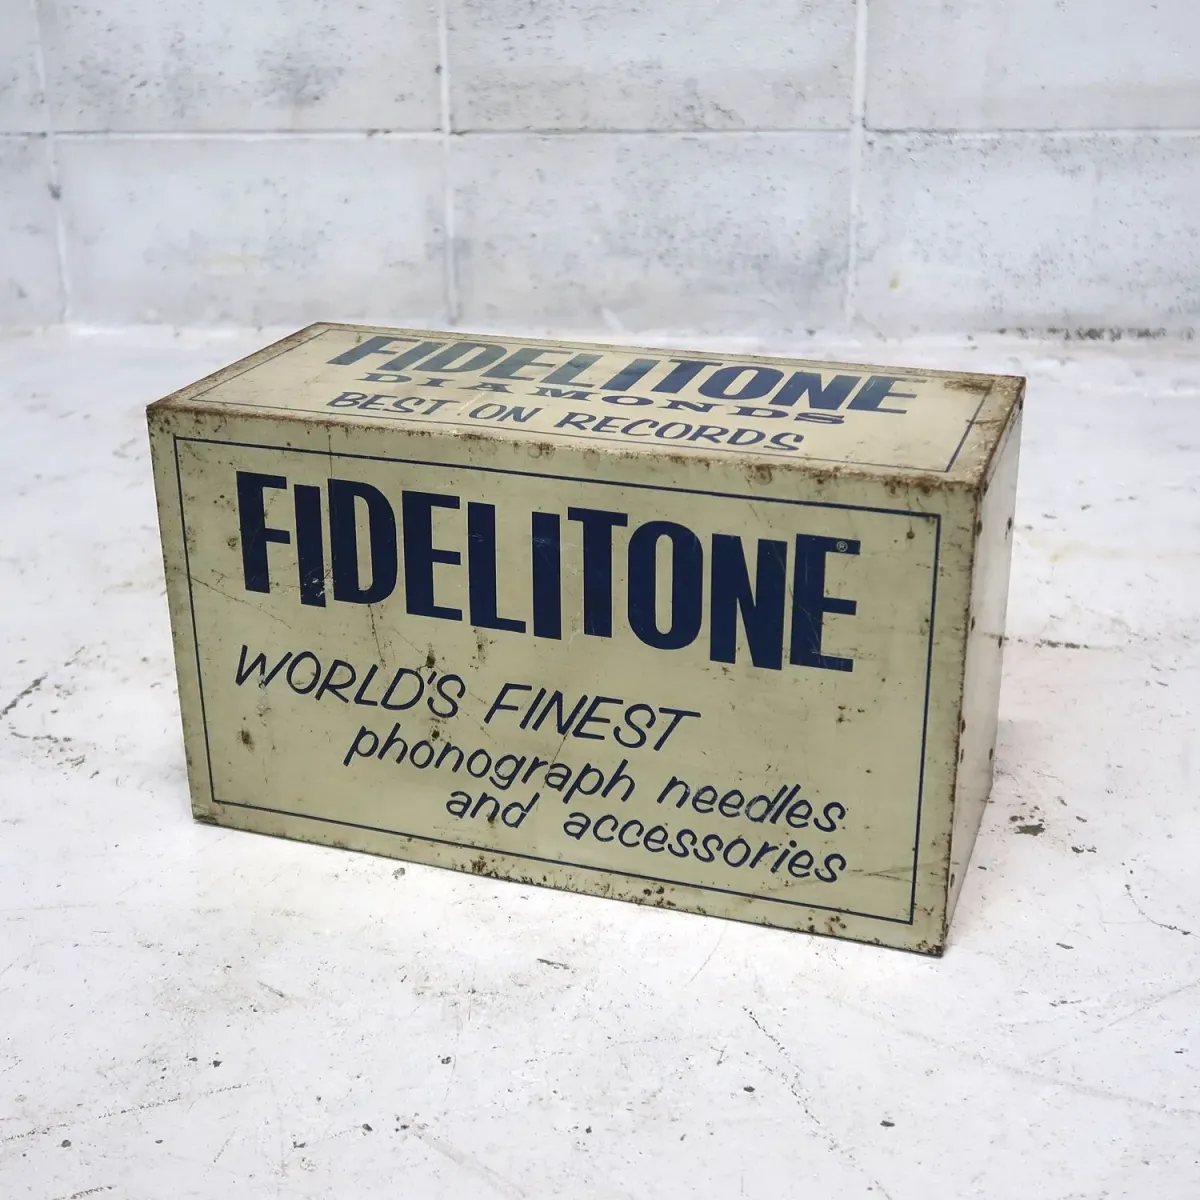 FIDELITONE
DIAMONDS
BEST ON RECORDS
FIDELITONE®
WORLD'S FINEST
phonograph needles
and accessories